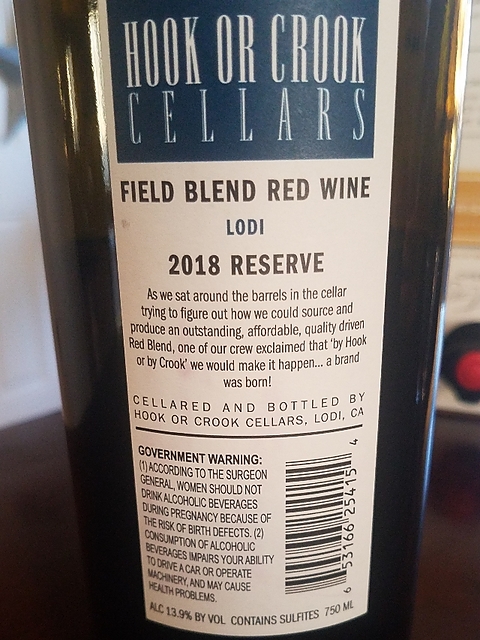 HOOK OR CROOK
CELLARS
FIELD BLEND RED WINE
LODI
2018 RESERVE
As we sat around the barrels in the cellar
trying to figure out how we could source and
produce an outstanding, affordable, quality driven
Red Blend, one of our crew exclaimed that 'by Hook
or by Crook' we would make it happen... a brand
was born!
CELLARED AND BOTTLED BY
HOOK OR CROOK CELLARS, LODI, CA
GOVERNMENT WARNING:
(1) ACCORDING TO THE SURGEON
GENERAL, WOMEN SHOULD NOT
DRINK ALCOHOLIC BEVERAGES
DURING PREGNANCY BECAUSE OF
THE RISK OF BIRTH DEFECTS. (2)
CONSUMPTION OF ALCOHOLIC
BEVERAGES IMPAIRS YOUR ABILITY
TO DRIVE A CAR OR OPERATE
MACHINERY, AND MAY CAUSE
HEALTH PROBLEMS.
6 53166 25415 4
ALC 13.9% BY VOL CONTAINS SULFITES 750 ML